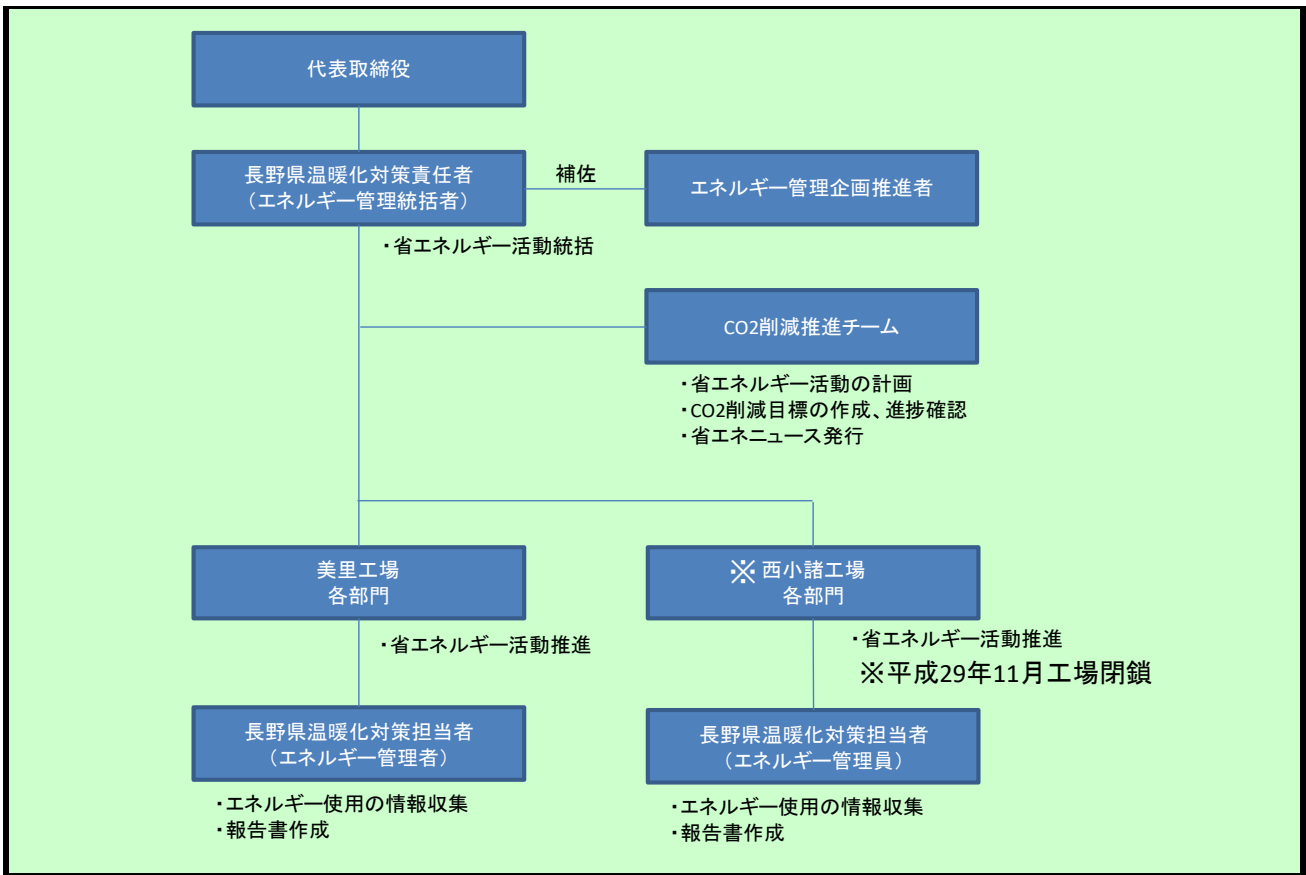 代表取締役
長野県温暖化対策責任者
（エネルギー管理統括者）
補佐
エネルギー管理企画推進者
・省エネルギー活動統括
CO2削減推進チーム
・省エネルギー活動の計画
・CO2削減目標の作成、進捗確認
・省エネニュース発行
美里工場
各部門
・省エネルギー活動推進
※西小諸工場
各部門
・省エネルギー活動推進
※平成29年11月工場閉鎖
長野県温暖化対策担当者
（エネルギー管理者）
・エネルギー使用の情報収集
・報告書作成
長野県温暖化対策担当者
（エネルギー管理員）
・エネルギー使用の情報収集
・報告書作成